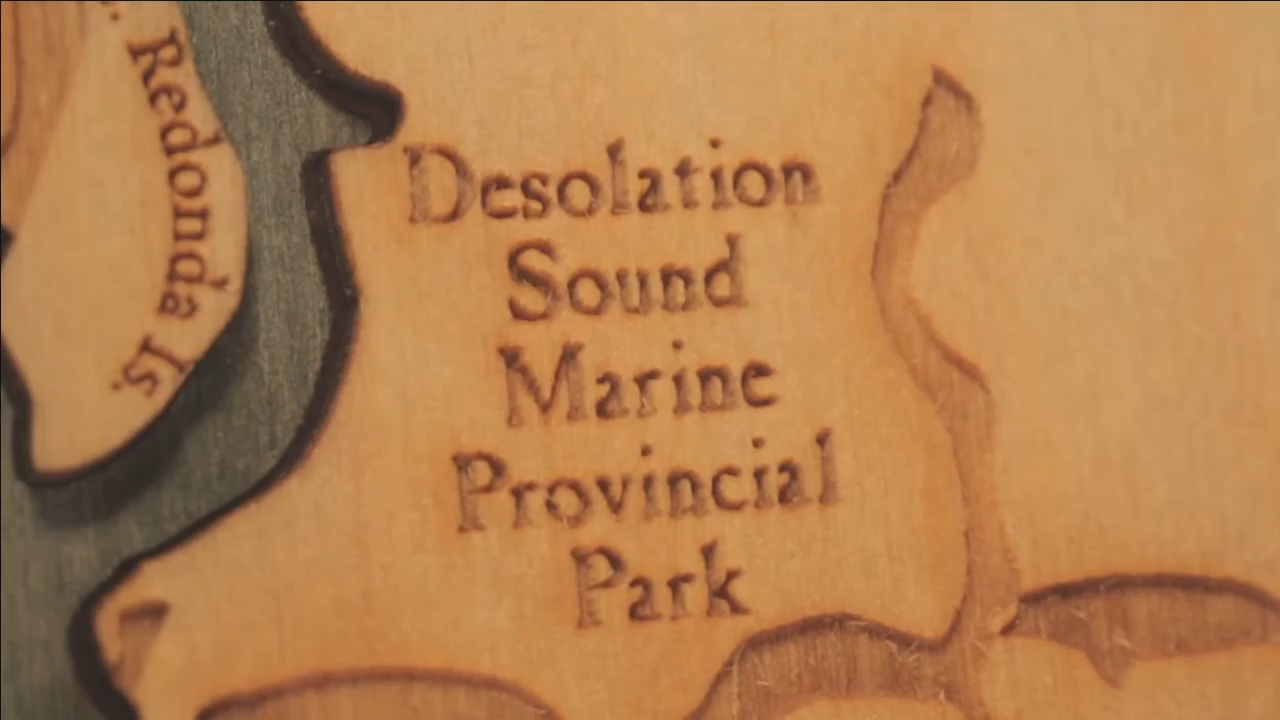 Redonda Is.
Desolation
Sound
Marine
Provincial
Park